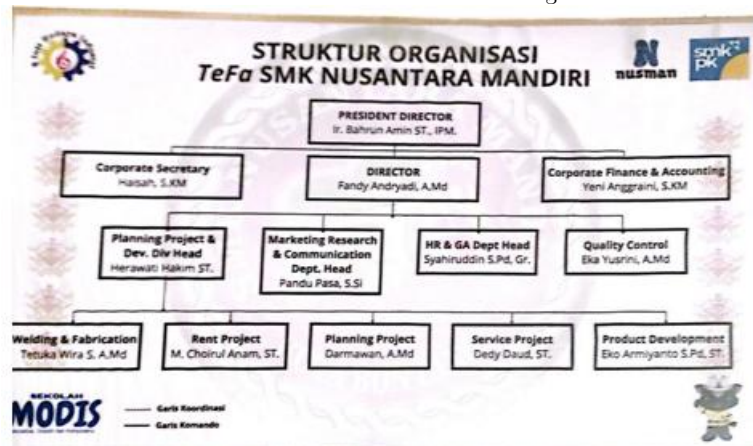 STRUKTUR ORGANISASI
TeFa SMK NUSANTARA MANDIRI
nusman
smk
pk
PRESIDENT DIRECTOR
Ir. Bahrun Amin ST., IPM.
Corporate Secretary
Haisah, S.KM
DIRECTOR
Fandy Andryadi, A.Md
Corporate Finance & Accounting
Yeni Anggraini, S.KM
Planning Project &
Dev. Div Head
Herawati Hakim ST.
Marketing Research
& Communication
Dept. Head
Pandu Pasa, S.Si
HR & GA Dept Head
Syahiruddin S.Pd, Gr.
Quality Control
Eka Yusrini, A.Md
Welding & Fabrication
Tetuka Wira S. A.Md
Rent Project
M. Choirul Anam, ST.
Planning Project
Darmawan, A.Md
Service Project
Dedy Daud, ST.
Product Development
Eko Armiyanto S.Pd, ST.
SEKOLAH
MODIS
Garis Koordinasi
Garis Komando